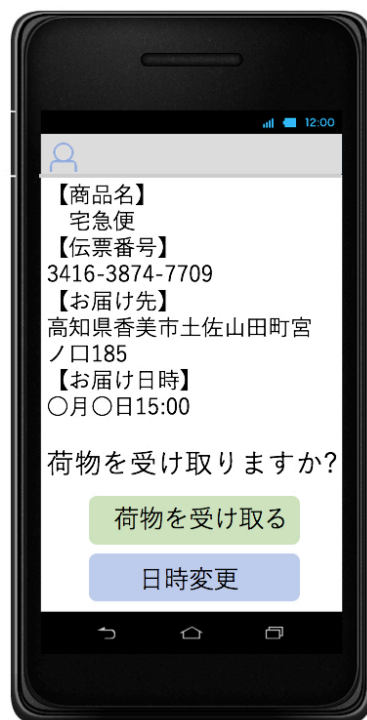 12:00
【商品名】
宅急便
【伝票番号】
3416-3874-7709
【お届け先】
高知県香美市土佐山田町宮
ノ口185
【お届け日時】
○月○日15:00
荷物を受け取りますか?
荷物を受け取る
日時変更